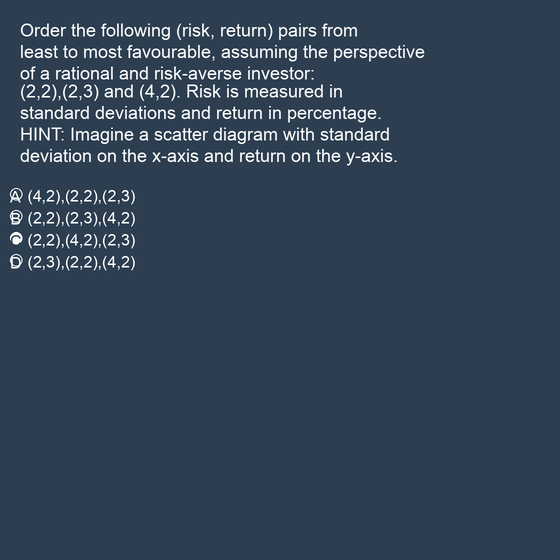 Order the following (risk, return) pairs from
least to most favourable, assuming the perspective
of a rational and risk-averse investor:
(2,2),(2,3) and (4,2). Risk is measured in
standard deviations and return in percentage.
HINT: Imagine a scatter diagram with standard
deviation on the x-axis and return on the y-axis.
A (4,2),(2,2),(2,3)
B (2,2),(2,3),(4,2)
C (2,2),(4,2),(2,3)
D (2,3),(2,2),(4,2)